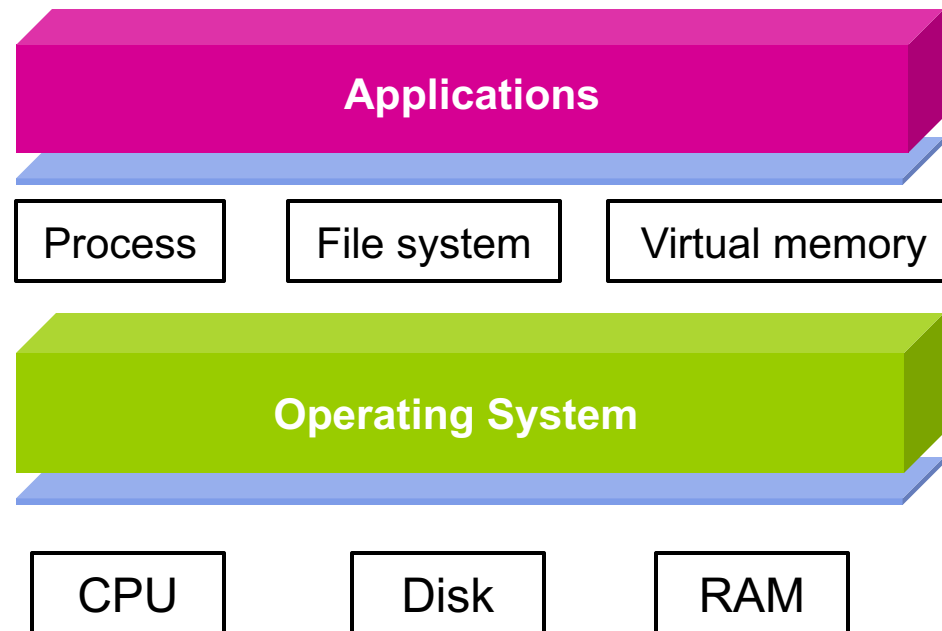 Applications
Process File system Virtual memory
Operating System
CPU Disk RAM